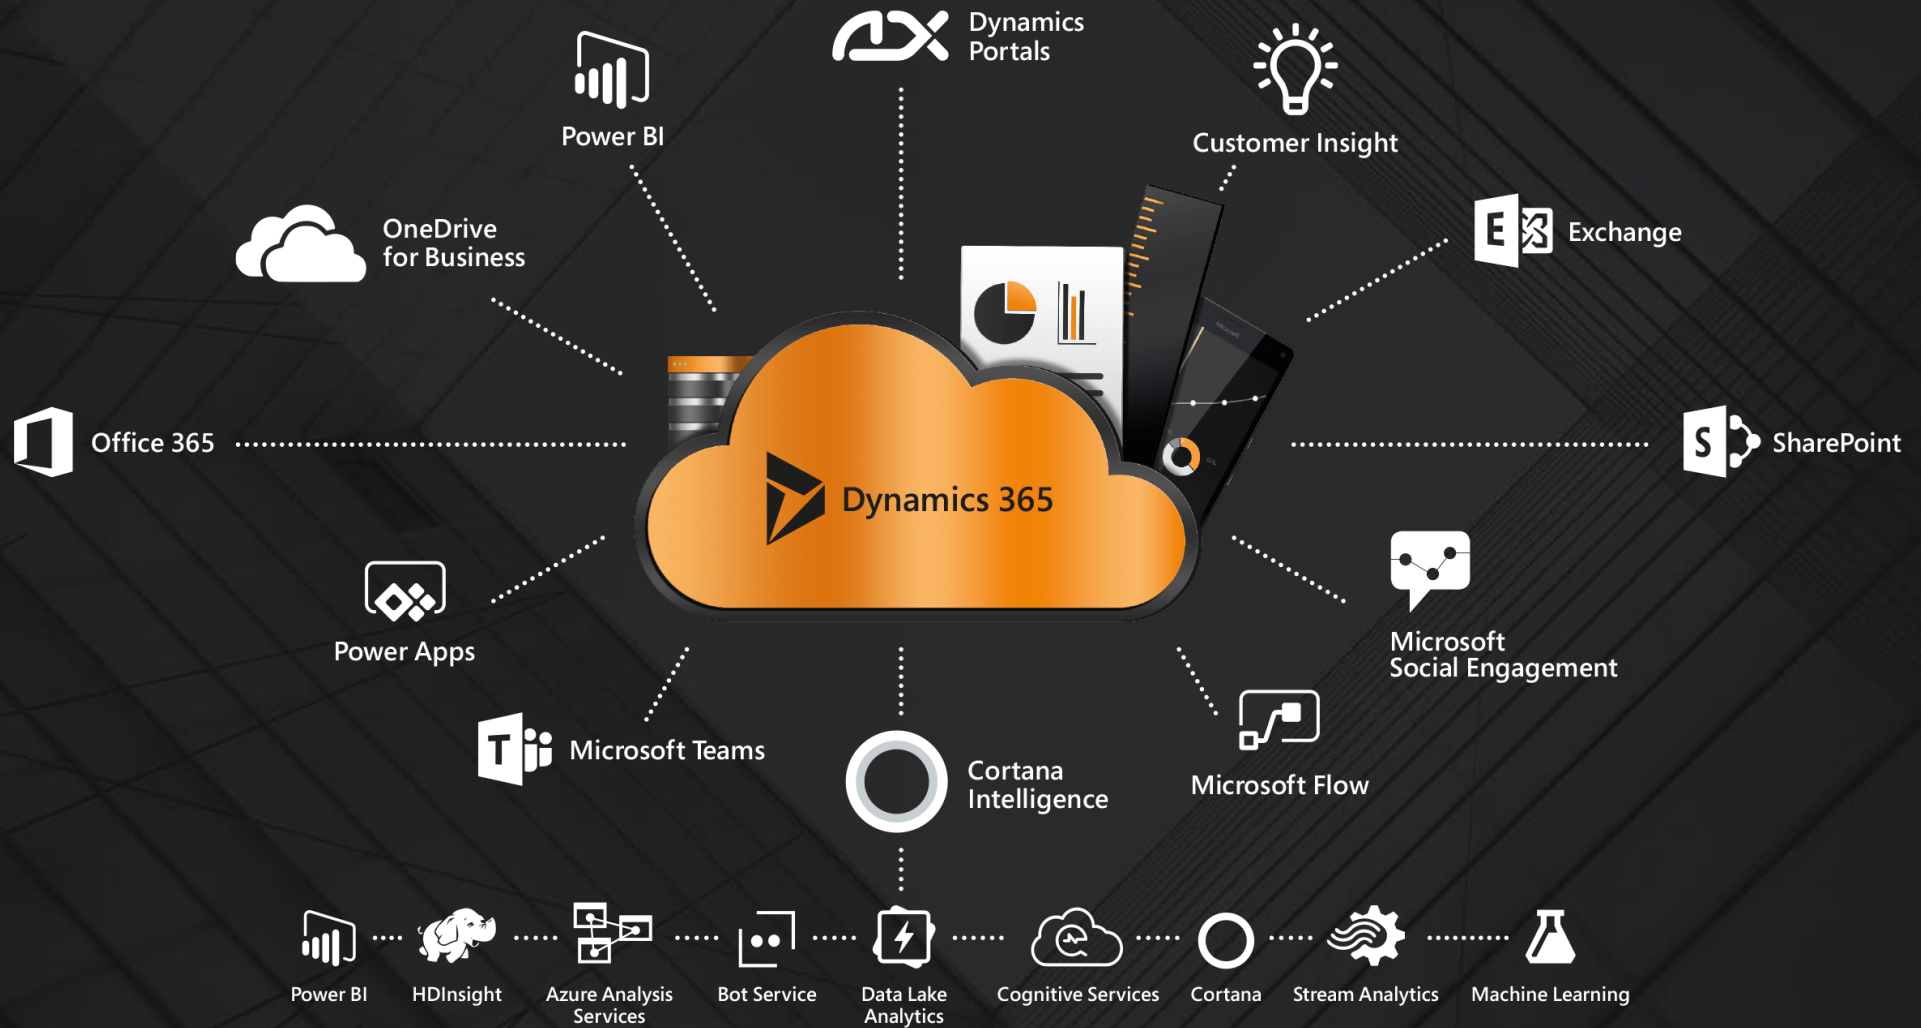 Dynamics
Portals
Power BI
Customer Insight
OneDrive
for Business
E
Exchange
Microsoft
Office 365
S
SharePoint
Dynamics 365
Power Apps
Microsoft
Social Engagement
T
Microsoft Teams
Cortana
Intelligence
Microsoft Flow
Power BI
HDInsight
Azure Analysis
Services
Bot Service
Data Lake
Analytics
Cognitive Services
Cortana
Stream Analytics
Machine Learning